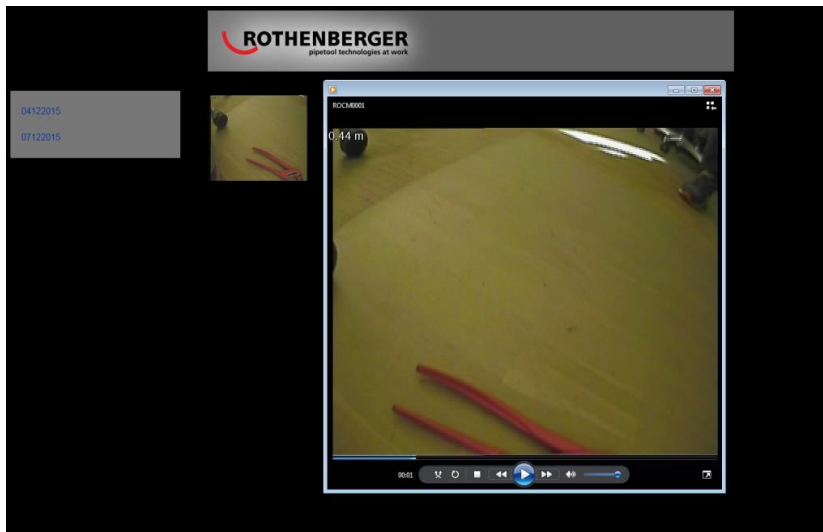 ROTHENBERGER
pipetool technologies at work
04122015
07122015
ROCM0001
0.44 m
00:01